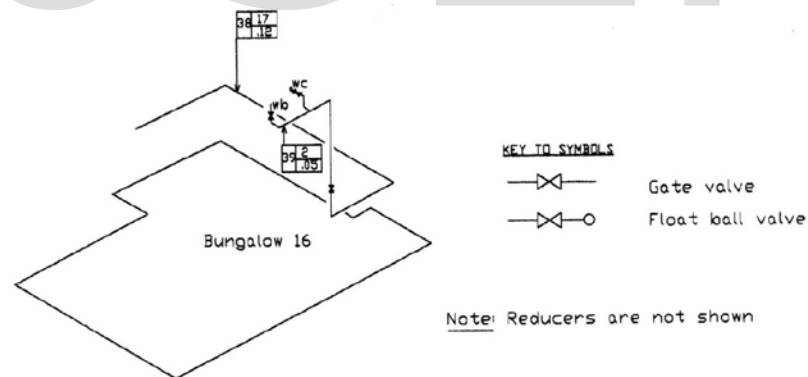 38 17
.12
wc
wb
39 2
.05
Bungalow 16
KEY TO SYMBOLS
Gate valve
Float ball valve
Note: Reducers are not shown